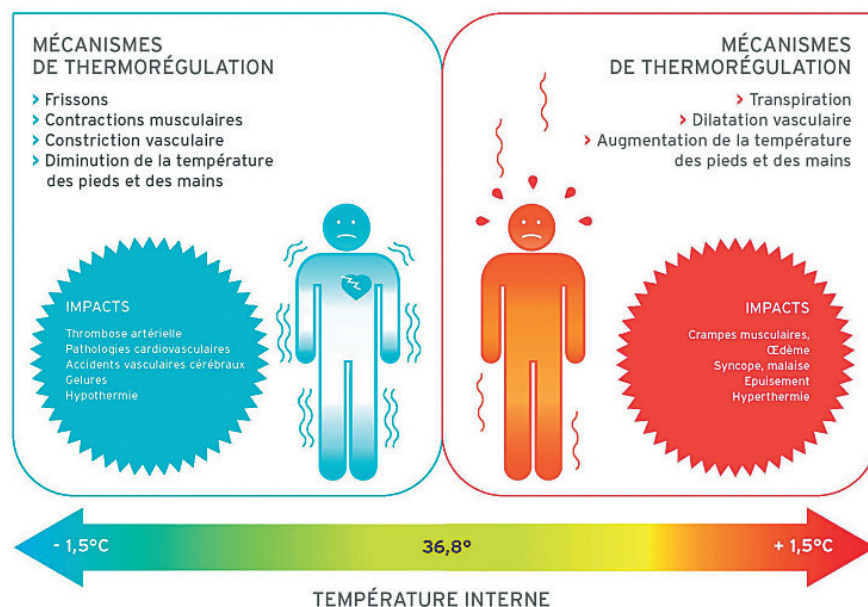 MÉCANISMES
DE THERMORÉGULATION
> Frissons
> Contractions musculaires
> Constriction vasculaire
> Diminution de la température
des pieds et des mains
IMPACTS
Thrombose artérielle
Pathologies cardiovasculaires
Accidents vasculaires cérébraux
Gelures
Hypothermie
MÉCANISMES
DE THERMORÉGULATION
> Transpiration
> Dilatation vasculaire
> Augmentation de la température
des pieds et des mains
IMPACTS
Crampes musculaires,
Œdème
Syncope, malaise
Epuisement
Hyperthermie
- 1,5°C
36,8°
+ 1,5°C
TEMPÉRATURE INTERNE